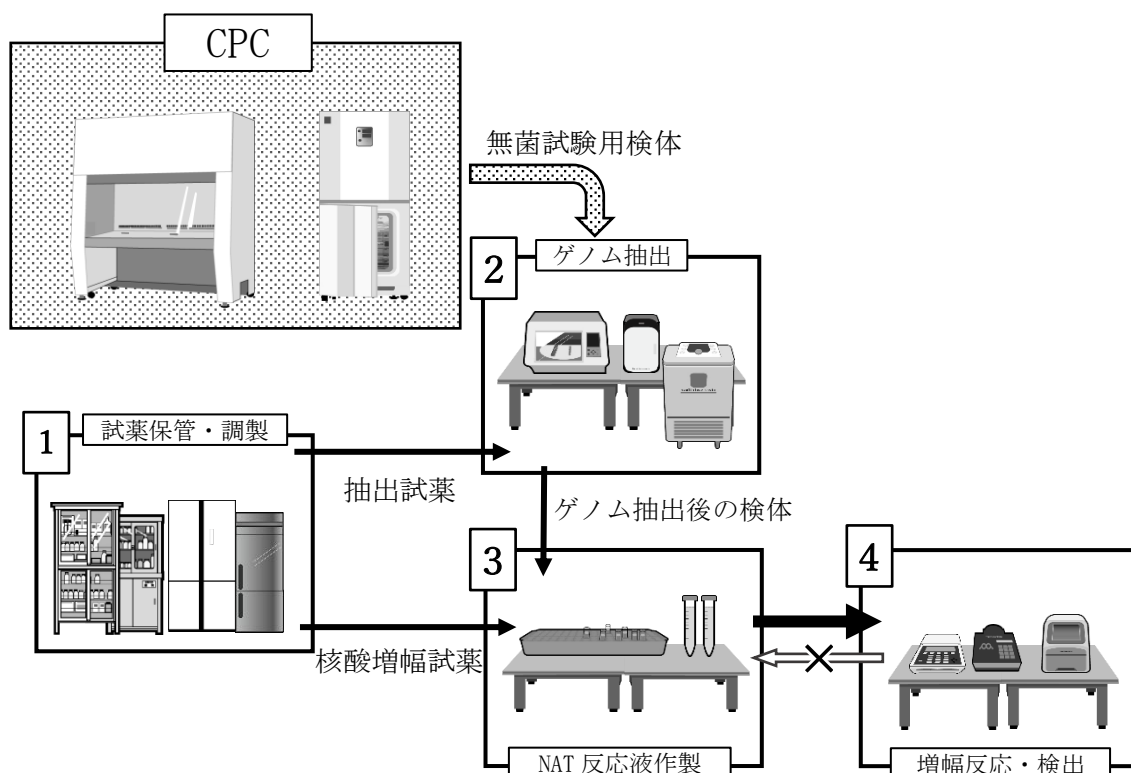 CPC
無菌試験用検体
2
ゲノム抽出
1
試薬保管・調製
抽出試薬
ゲノム抽出後の検体
3
4
核酸増幅試薬
NAT 反応液作製
増幅反応・検出